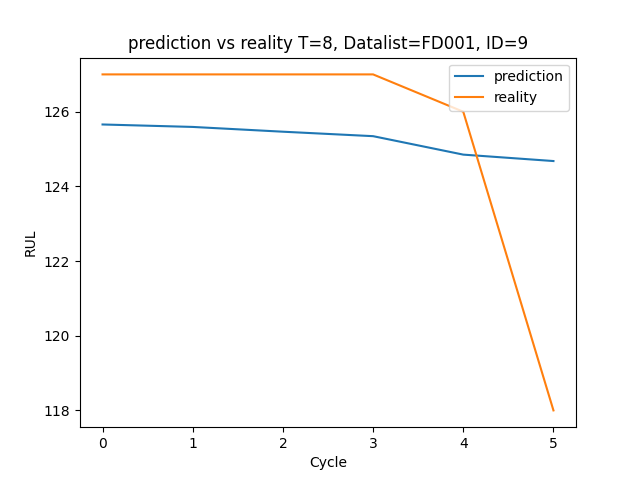 prediction vs reality T=8, Datalist=FD001, ID=9
prediction
reality
126
124
122
120
118
RUL
0 1 2 3 4 5
Cycle